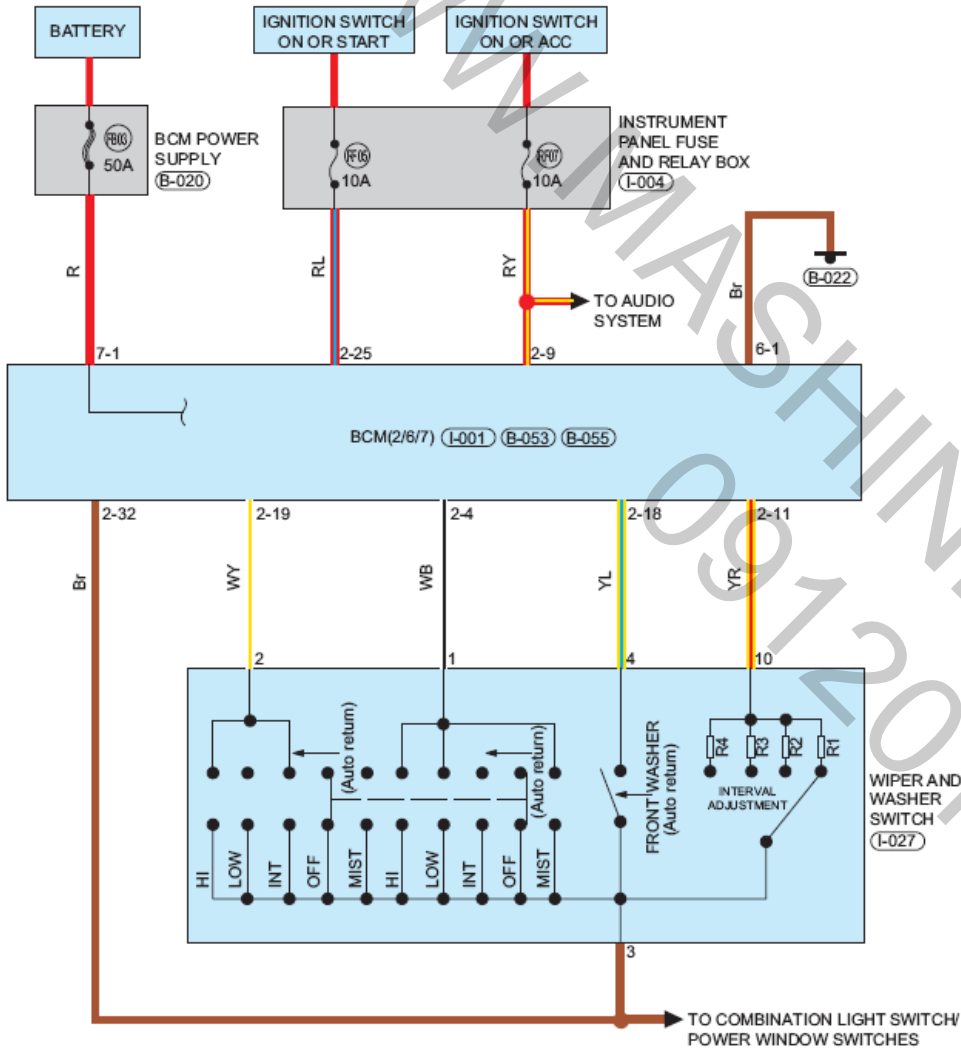 BATTERY
IGNITION SWITCH
ON OR START
IGNITION SWITCH
ON OR ACC
FB03
50A
BCM POWER
SUPPLY
B-020
RF05
10A
RF07
10A
INSTRUMENT
PANEL FUSE
AND RELAY BOX
I-004
R
RL
RY
TO AUDIO
SYSTEM
Br
B-022
7-1
2-25
2-9
6-1
BCM(2/6/7) I-001 B-053 B-055
2-32
2-19
2-4
2-18
2-11
Br
WY
WB
YL
YR
2
1
4
10
(Auto return)
(Auto return)
FRONT WASHER
(Auto return)
R4
R3
R2
R1
INTERVAL
ADJUSTMENT
WIPER AND
WASHER
SWITCH
I-027
HI
LOW
INT
OFF
MIST
HI
LOW
INT
OFF
MIST
3
TO COMBINATION LIGHT SWITCH/
POWER WINDOW SWITCHES